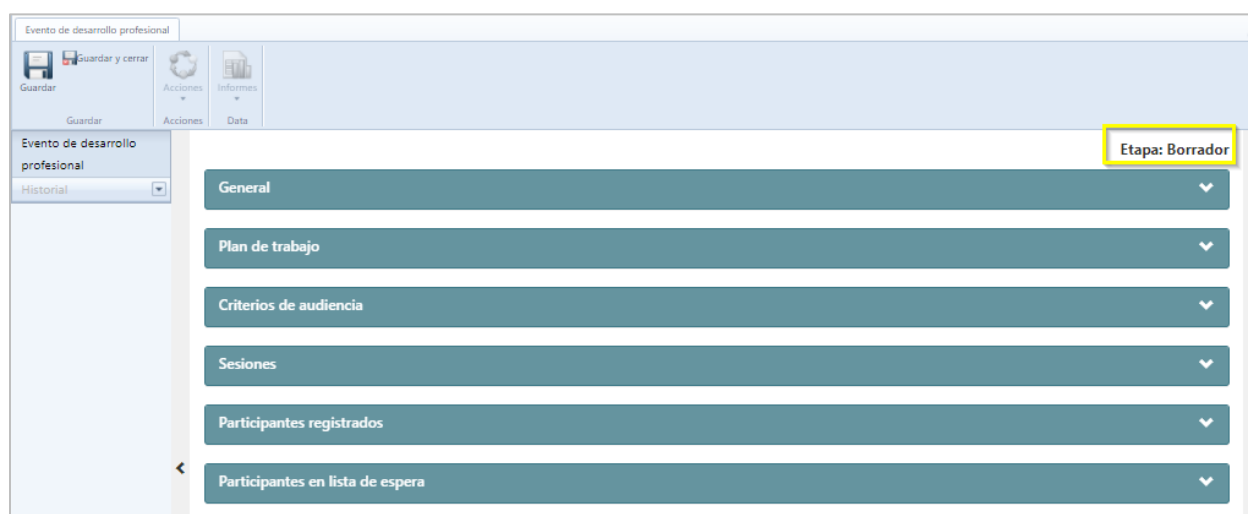 Evento de desarrollo profesional
Guardar y cerrar
Guardar
Acciones
Informes
Guardar
Acciones
Data
Evento de desarrollo
profesional
Historial
Etapa: Borrador
General
Plan de trabajo
Criterios de audiencia
Sesiones
Participantes registrados
Participantes en lista de espera